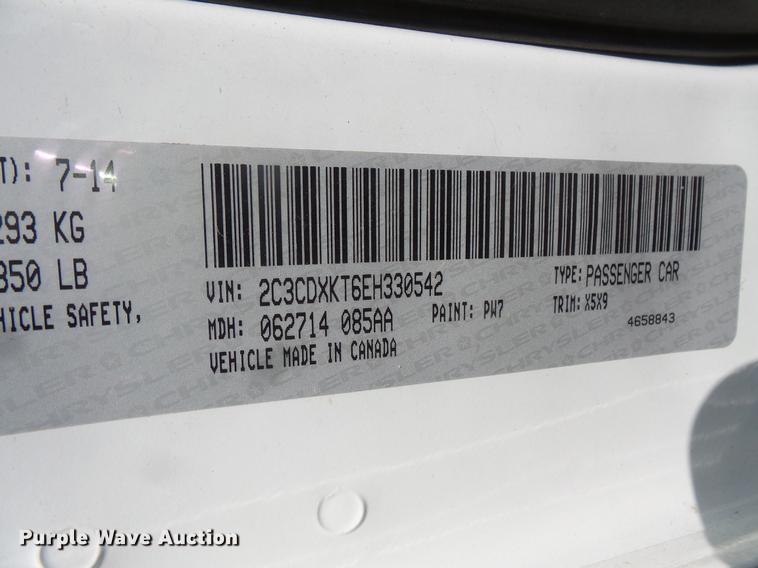 T): 7-14
293 KG
850 LB
HICLE SAFETY,
VIN: 2C3CDXKT6EH330542
TYPE: PASSENGER CAR
MDH: 062714 085AA
PAINT: PW7
TRIM: X5X9
VEHICLE MADE IN CANADA
4658843
CHRYSLER
Purple Wave Auction